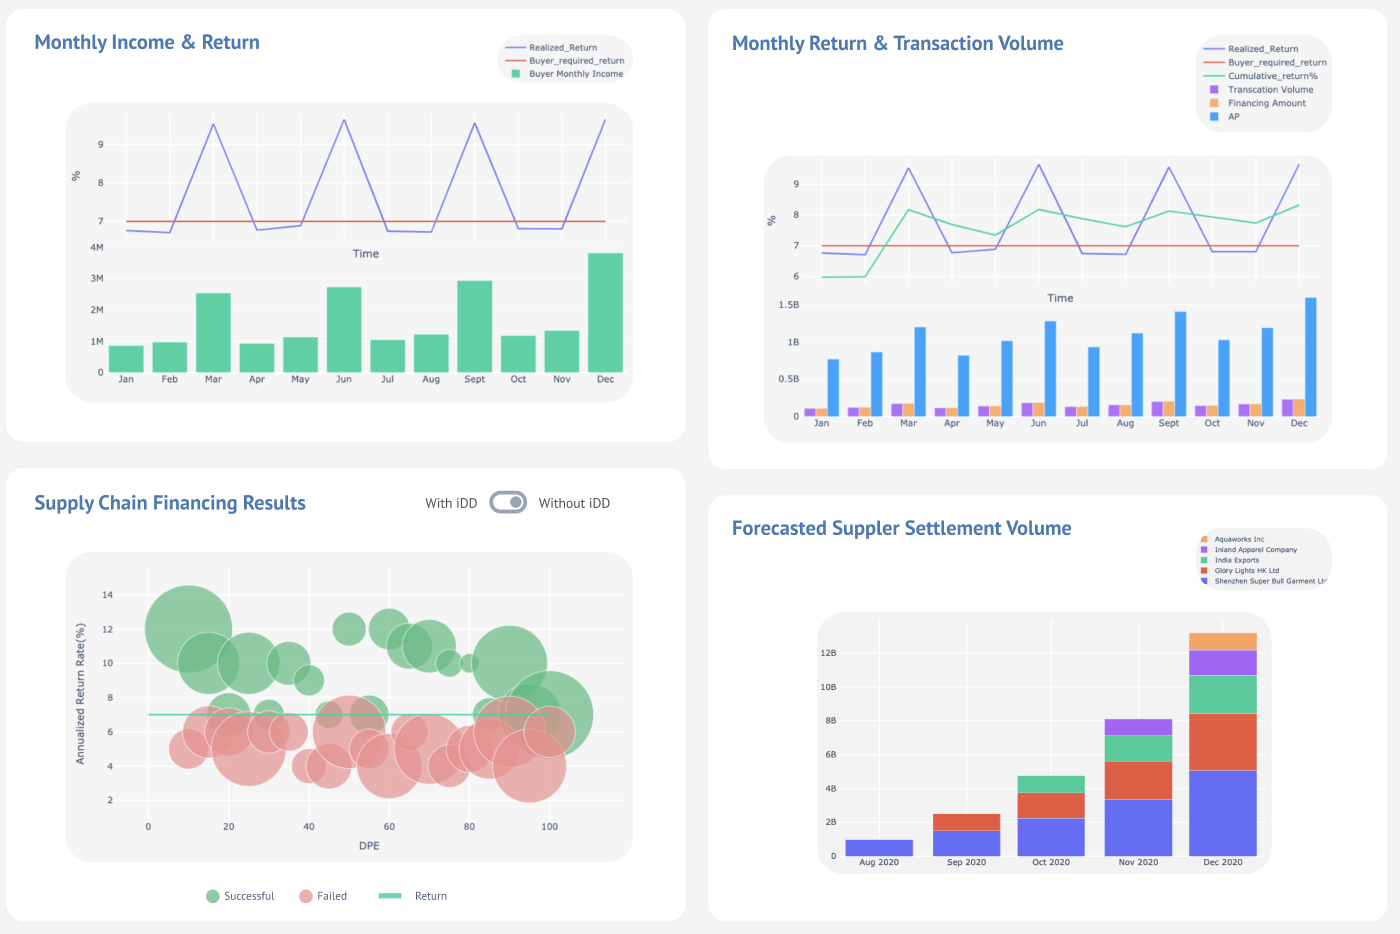 Monthly Income & Return
Realized_Return
Buyer_required_return
Buyer Monthly Income
%
9
8
7
4M
3M
2M
1M
0
Time
Jan Feb Mar Apr May Jun Jul Aug Sept Oct Nov Dec
Monthly Return & Transaction Volume
Realized_Return
Buyer_required_return
Cumulative_return%
Transcation Volume
Financing Amount
AP
%
9
8
7
6
Time
1.5B
1B
0.5B
0
Jan Feb Mar Apr May Jun Jul Aug Sept Oct Nov Dec
Supply Chain Financing Results
With iDD Without iDD
Annualized Return Rate(%)
14
12
10
8
6
4
2
0 20 40 60 80 100
DPE
Successful Failed Return
Forecasted Suppler Settlement Volume
Aquaworks Inc
Inland Apparel Company
India Exports
Glory Lights HK Ltd
Shenzhen Super Bull Garment Ltd
12B
10B
8B
6B
4B
2B
0
Aug 2020 Sep 2020 Oct 2020 Nov 2020 Dec 2020